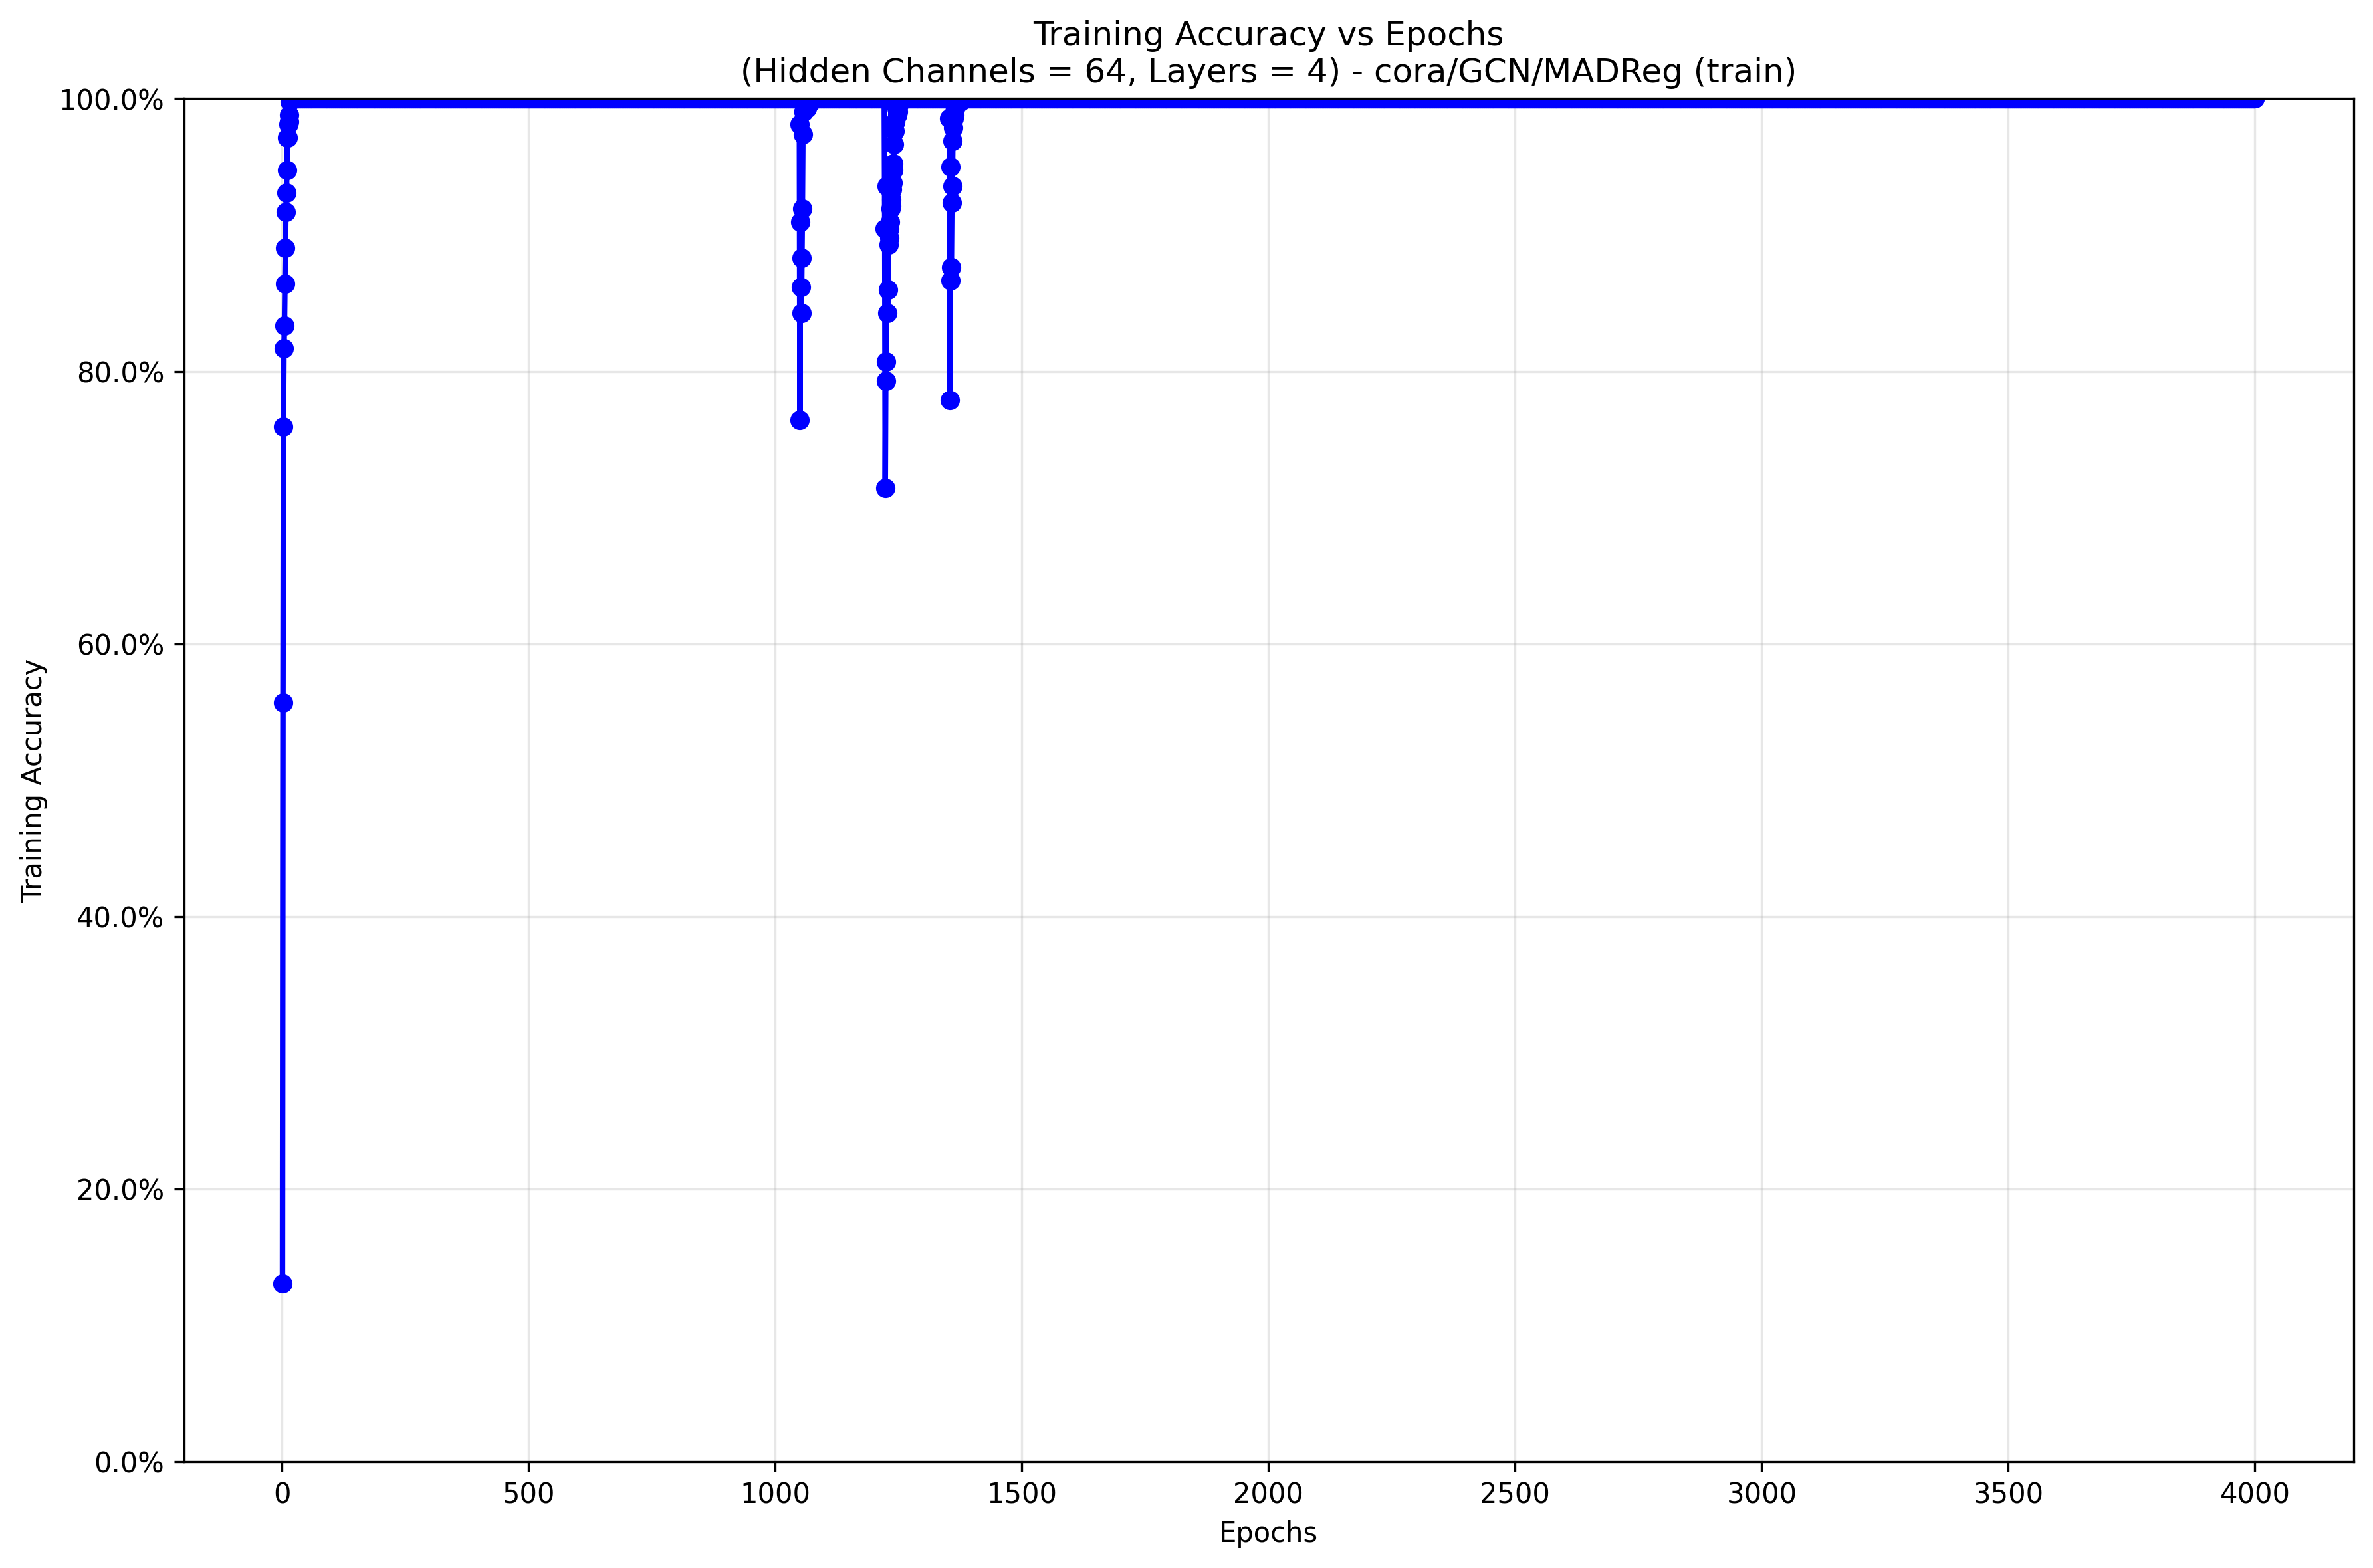 Training Accuracy vs Epochs
(Hidden Channels = 64, Layers = 4) - cora/GCN/MADReg (train)
100.0%
80.0%
60.0%
40.0%
20.0%
0.0%
Training Accuracy
0 500 1000 1500 2000 2500 3000 3500 4000
Epochs